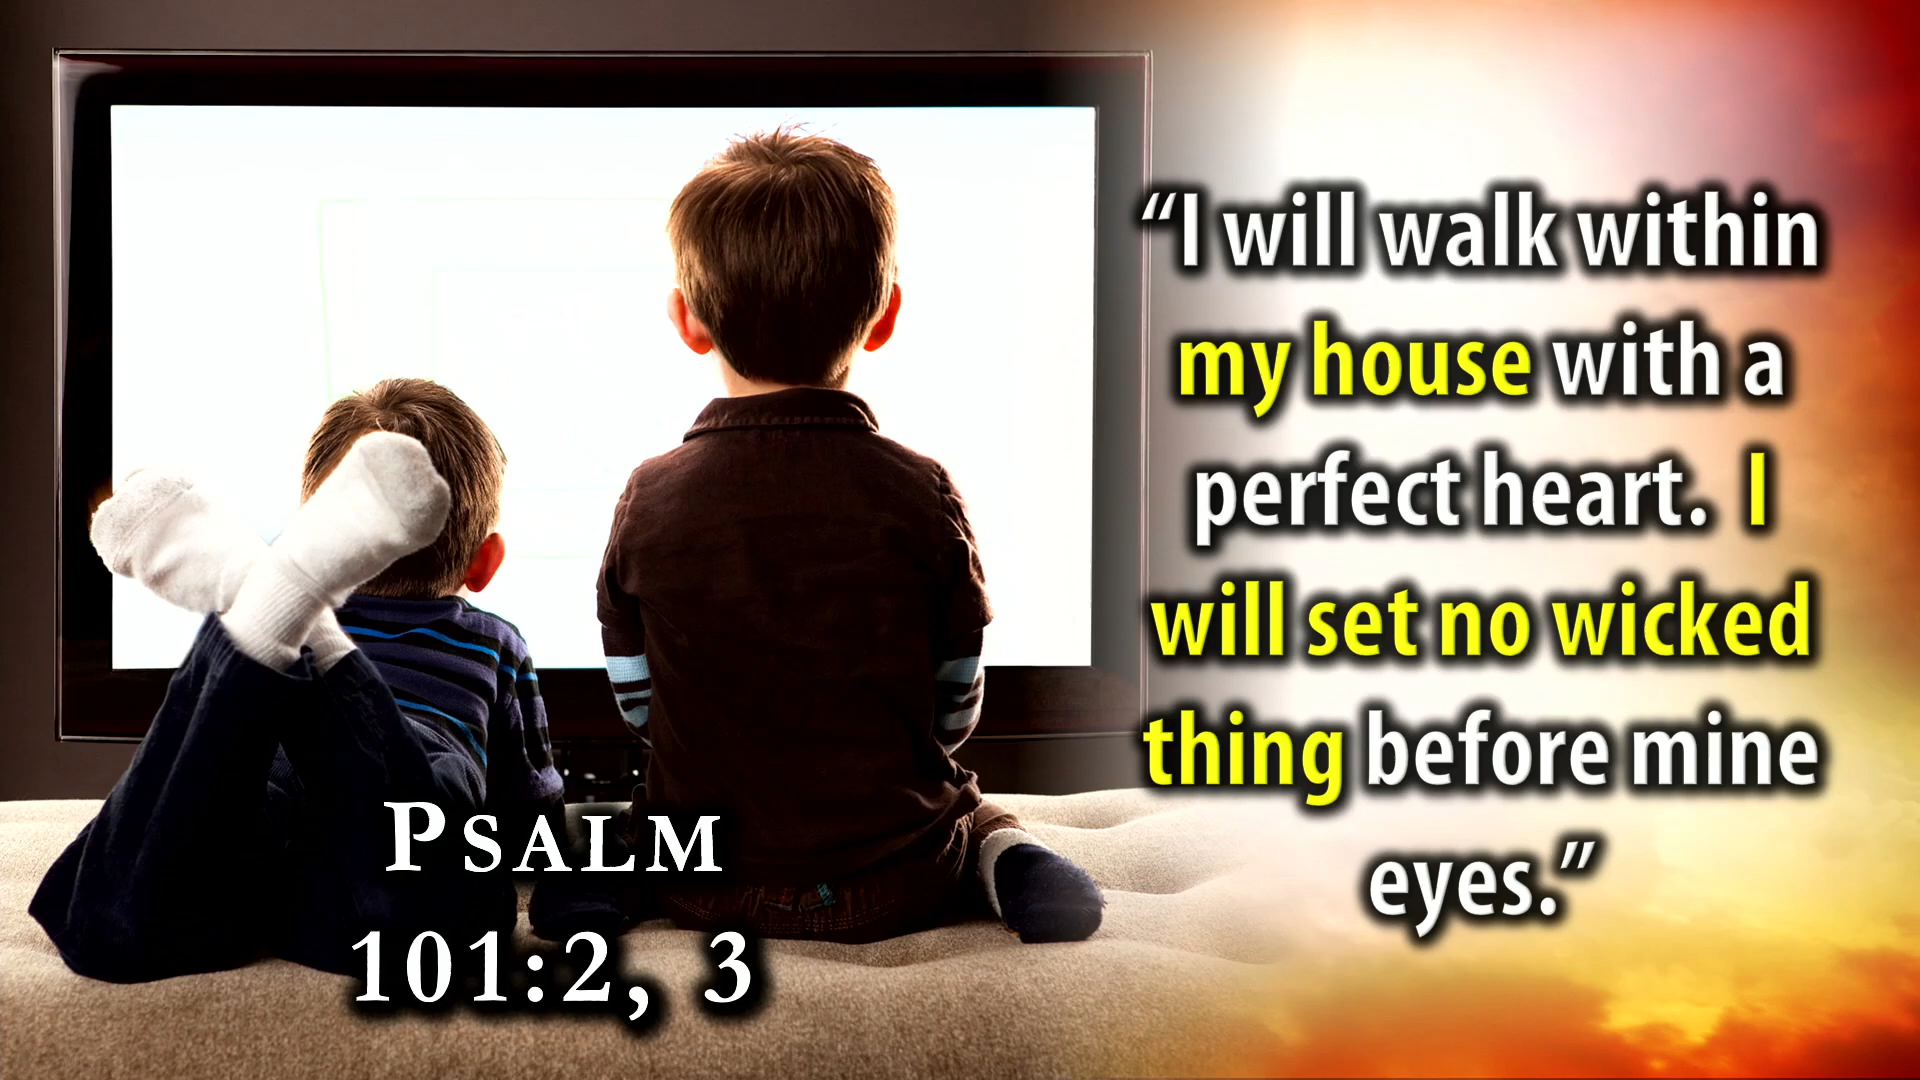 “I will walk within
my house with a
perfect heart.  I
will set no wicked
thing before mine
eyes.”
Psalm
101:2, 3